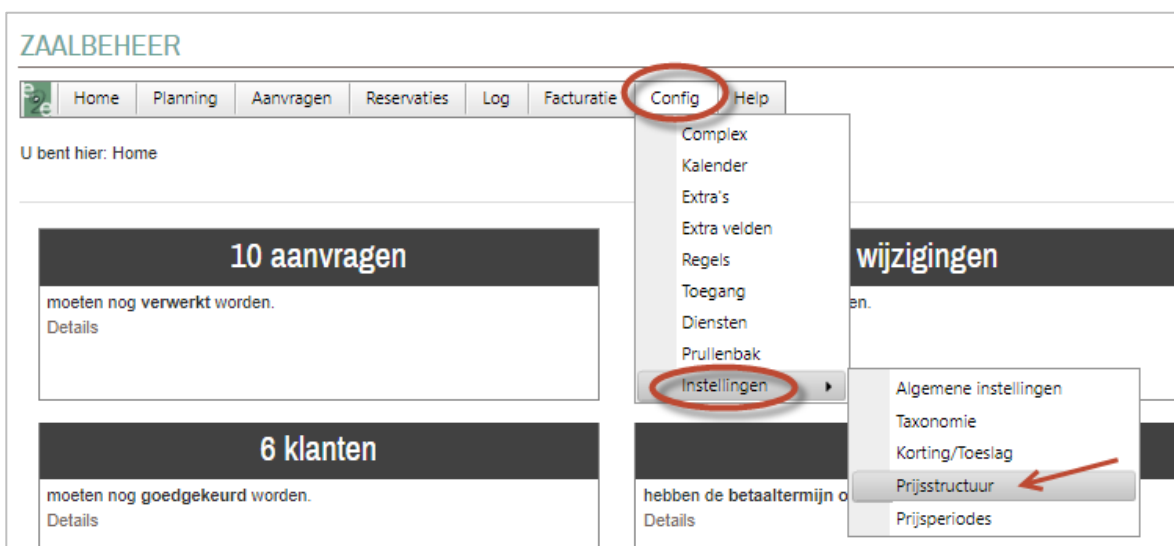 ZAALBEHEER
e2e
Home Planning Aanvragen Reservaties Log Facturatie Config Help
U bent hier: Home
Complex
Kalender
Extra's
Extra velden
Regels
Toegang
Diensten
Prullenbak
Instellingen
Algemene instellingen
Taxonomie
Korting/Toeslag
Prijsstructuur
Prijsperiodes
10 aanvragen
moeten nog verwerkt worden.
Details
wijzigingen
en.
6 klanten
moeten nog goedgekeurd worden.
Details
hebben de betaaltermijn o
Details